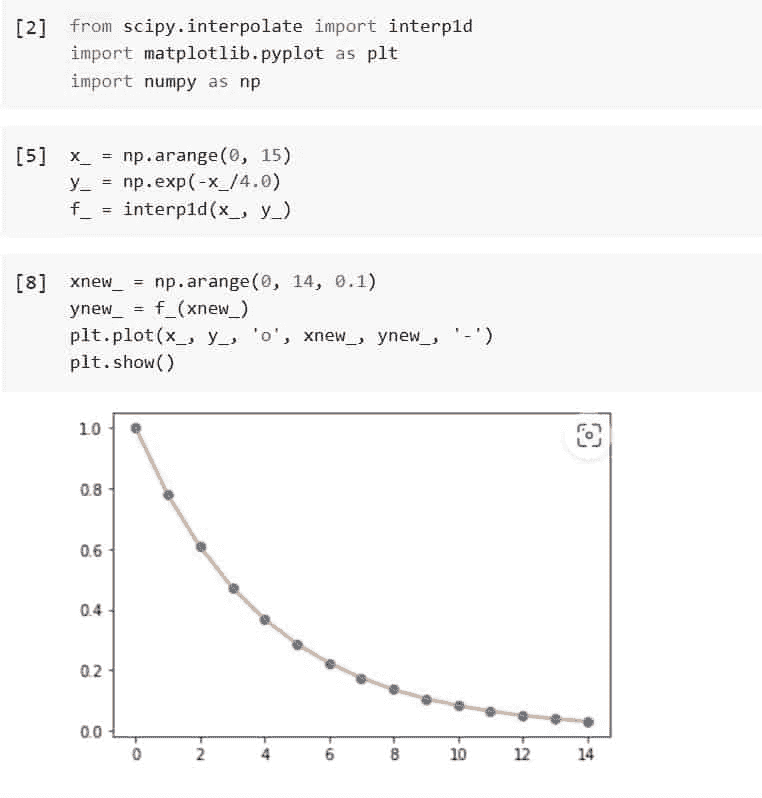 [2] from scipy.interpolate import interp1d
import matplotlib.pyplot as plt
import numpy as np
[5] x_ = np.arange(0, 15)
y_ = np.exp(-x_/4.0)
f_ = interp1d(x_, y_)
[8] xnew_ = np.arange(0, 14, 0.1)
ynew_ = f_(xnew_)
plt.plot(x_, y_, 'o', xnew_, ynew_, '-')
plt.show()
1.0
0.8
0.6
0.4
0.2
0.0
0 2 4 6 8 10 12 14